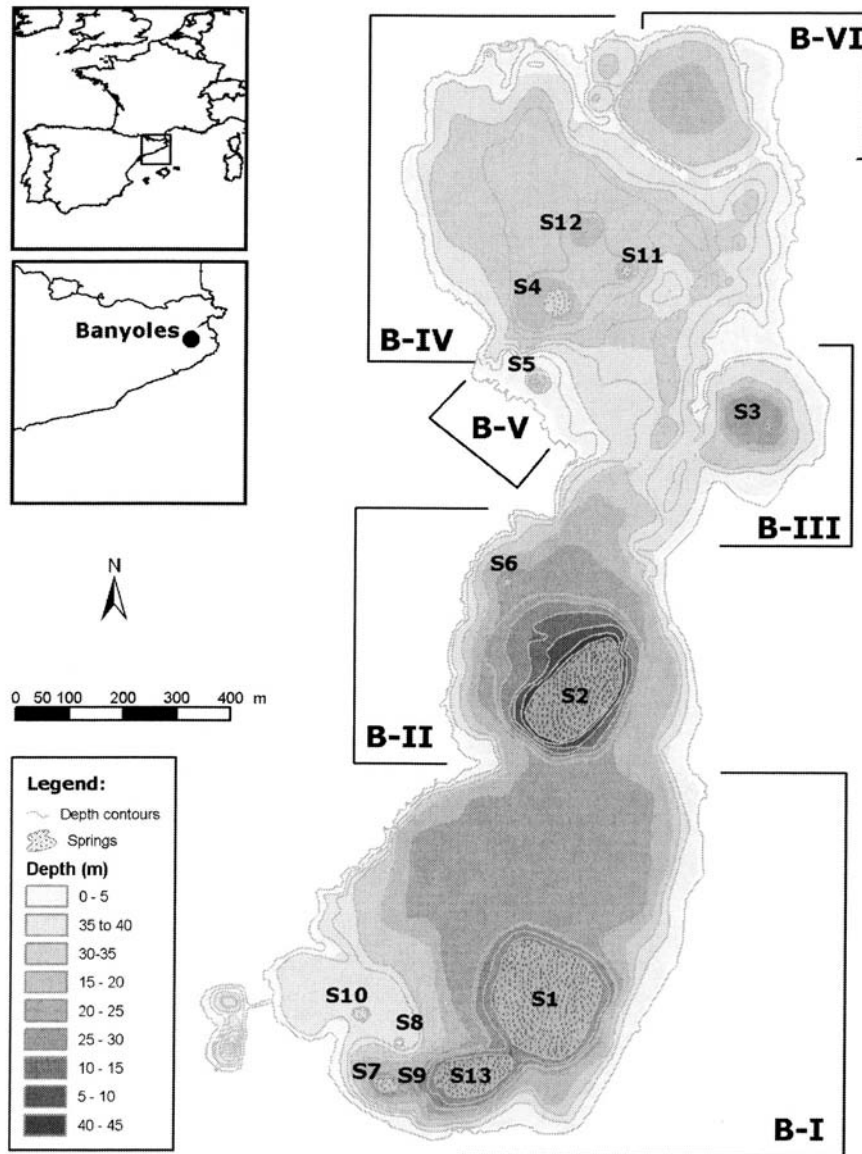 B-VI
S12
S11
S4
B-IV
Banyoles
S5
S3
B-V
B-III
N
S6
0 50 100 200 300 400 m
S2
B-II
Legend:
Depth contours
Springs
Depth (m)
0 - 5
35 to 40
30-35
15 - 20
20 - 25
25 - 30
10 - 15
5 - 10
40 - 45
S10
S8
S1
S7
S9
S13
B-I